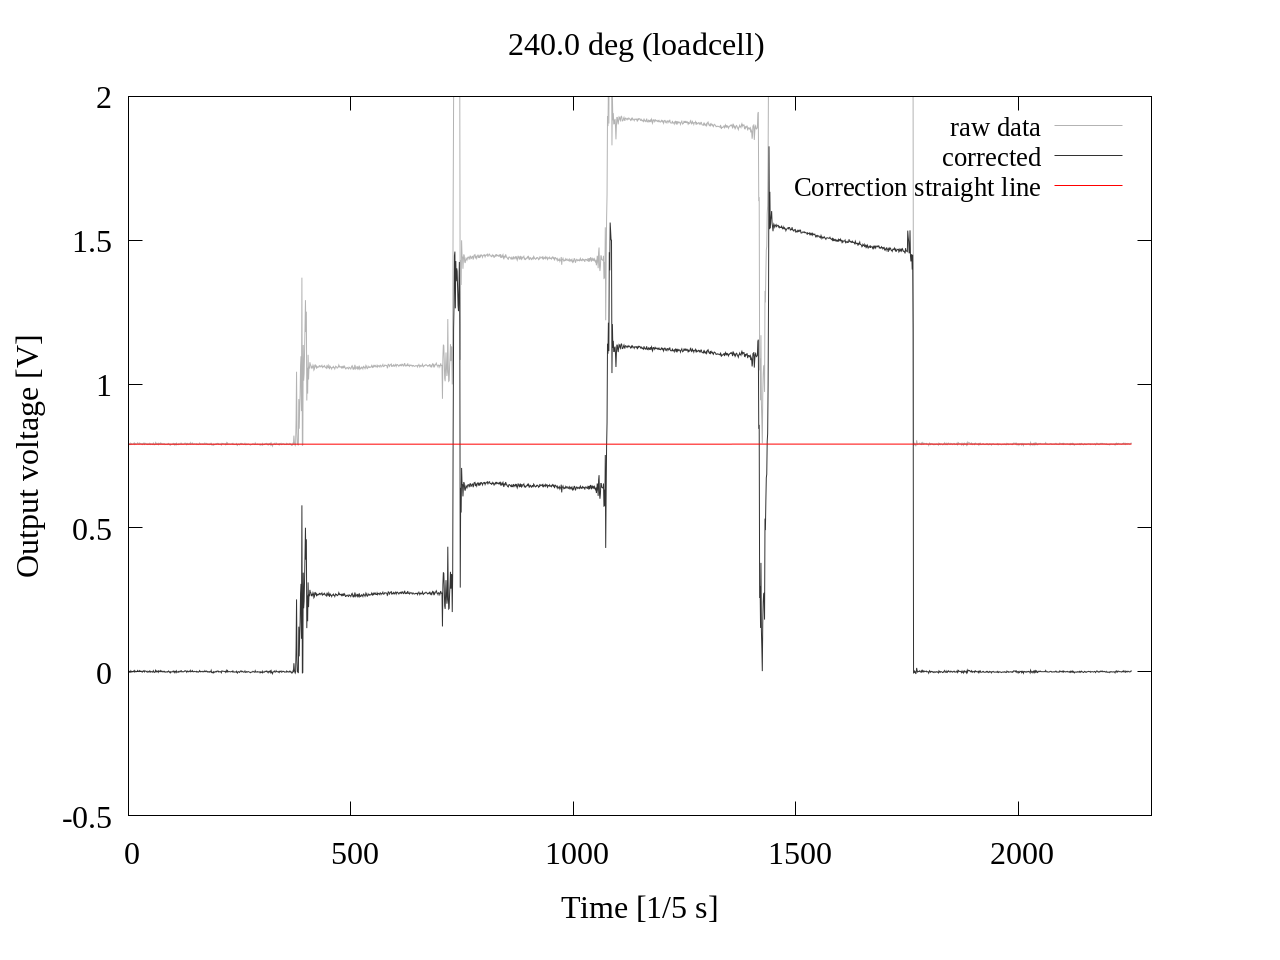 240.0 deg (loadcell)
2
1.5
1
0.5
0
-0.5
Output voltage [V]
raw data
corrected
Correction straight line
0 500 1000 1500 2000
Time [1/5 s]